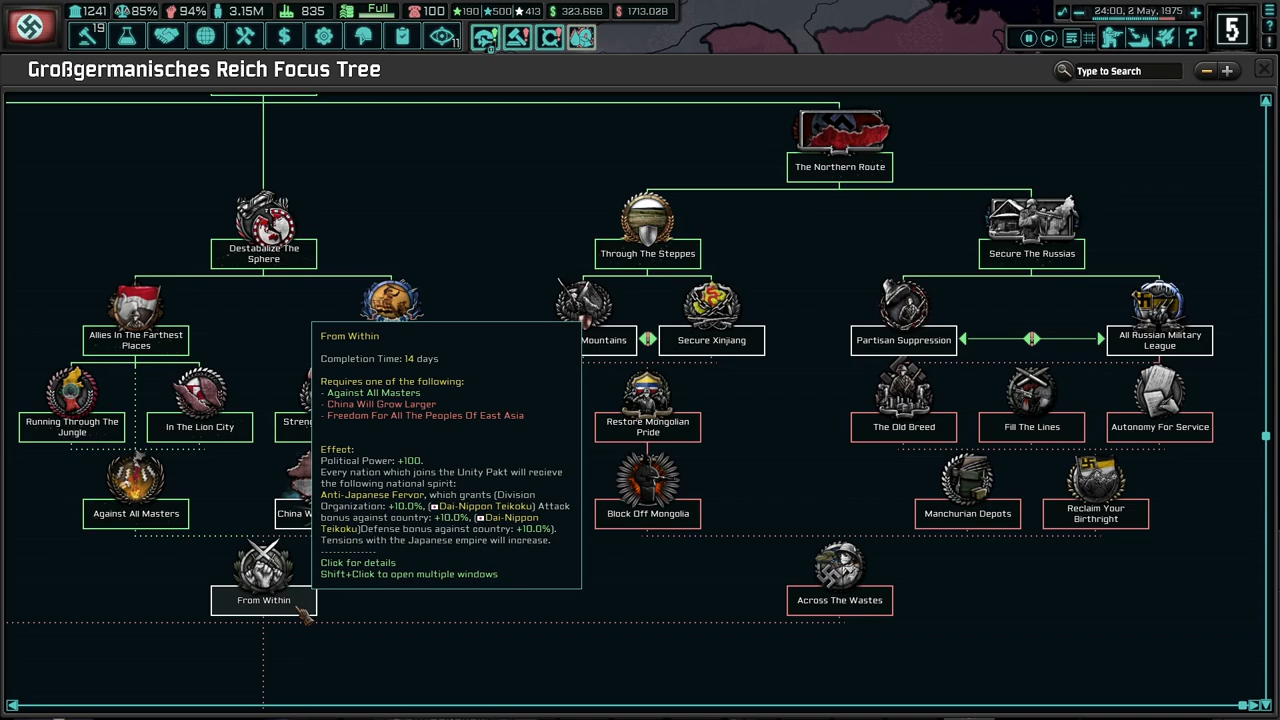 1241 85% 94% 3.15M 835 Full 100 190 500 413 $ 323.66B $ 1713.02B
24:00, 2 May, 1975
19
11
5
Großgermanisches Reich Focus Tree
Type to Search
The Northern Route
Destabalize The
Sphere
Through The Steppes
Secure The Russias
Allies In The Farthest
Places
Mountains
Secure Xinjiang
Partisan Suppression
All Russian Military
League
From Within
Completion Time: 14 days
Requires one of the following:
- Against All Masters
- China Will Grow Larger
- Freedom For All The Peoples Of East Asia
Effect:
Political Power: +100.
Every nation which joins the Unity Pakt will recieve
the following national spirit:
Anti-Japanese Fervor, which grants (Division
Organization: +10.0%, (Dai-Nippon Teikoku) Attack
bonus against country: +10.0%, (Dai-Nippon
Teikoku)Defense bonus against country: +10.0%).
Tensions with the Japanese empire will increase.
--------------
Click for details
Shift+Click to open multiple windows
Running Through The
Jungle
In The Lion City
Restore Mongolian
Pride
The Old Breed
Fill The Lines
Autonomy For Service
Against All Masters
Block Off Mongolia
Manchurian Depots
Reclaim Your
Birthright
From Within
Across The Wastes